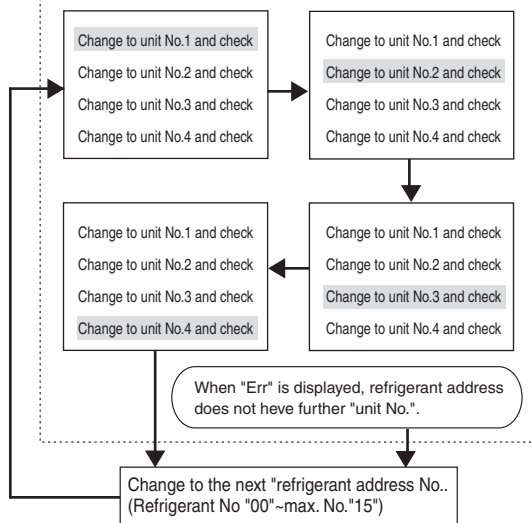 Change to unit No.1 and check
Change to unit No.2 and check
Change to unit No.3 and check
Change to unit No.4 and check
Change to unit No.1 and check
Change to unit No.2 and check
Change to unit No.3 and check
Change to unit No.4 and check
Change to unit No.1 and check
Change to unit No.2 and check
Change to unit No.3 and check
Change to unit No.4 and check
Change to unit No.1 and check
Change to unit No.2 and check
Change to unit No.3 and check
Change to unit No.4 and check
When "Err" is displayed, refrigerant address
does not heve further "unit No.".
Change to the next "refrigerant address No..
(Refrigerant No "00"~max. No."15")